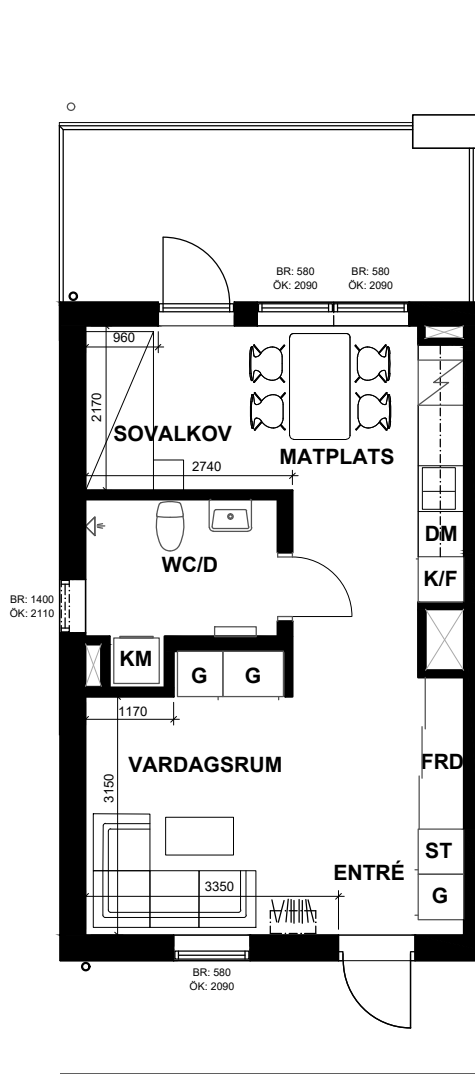 BR: 580
ÖK: 2090
BR: 580
ÖK: 2090
960
2170
SOVALKOV
MATPLATS
2740
DM
WC/D
K/F
BR: 1400
ÖK: 2110
KM
G
G
1170
VARDAGSRUM
FRD
3150
ST
ENTRÉ
3350
G
BR: 580
ÖK: 2090